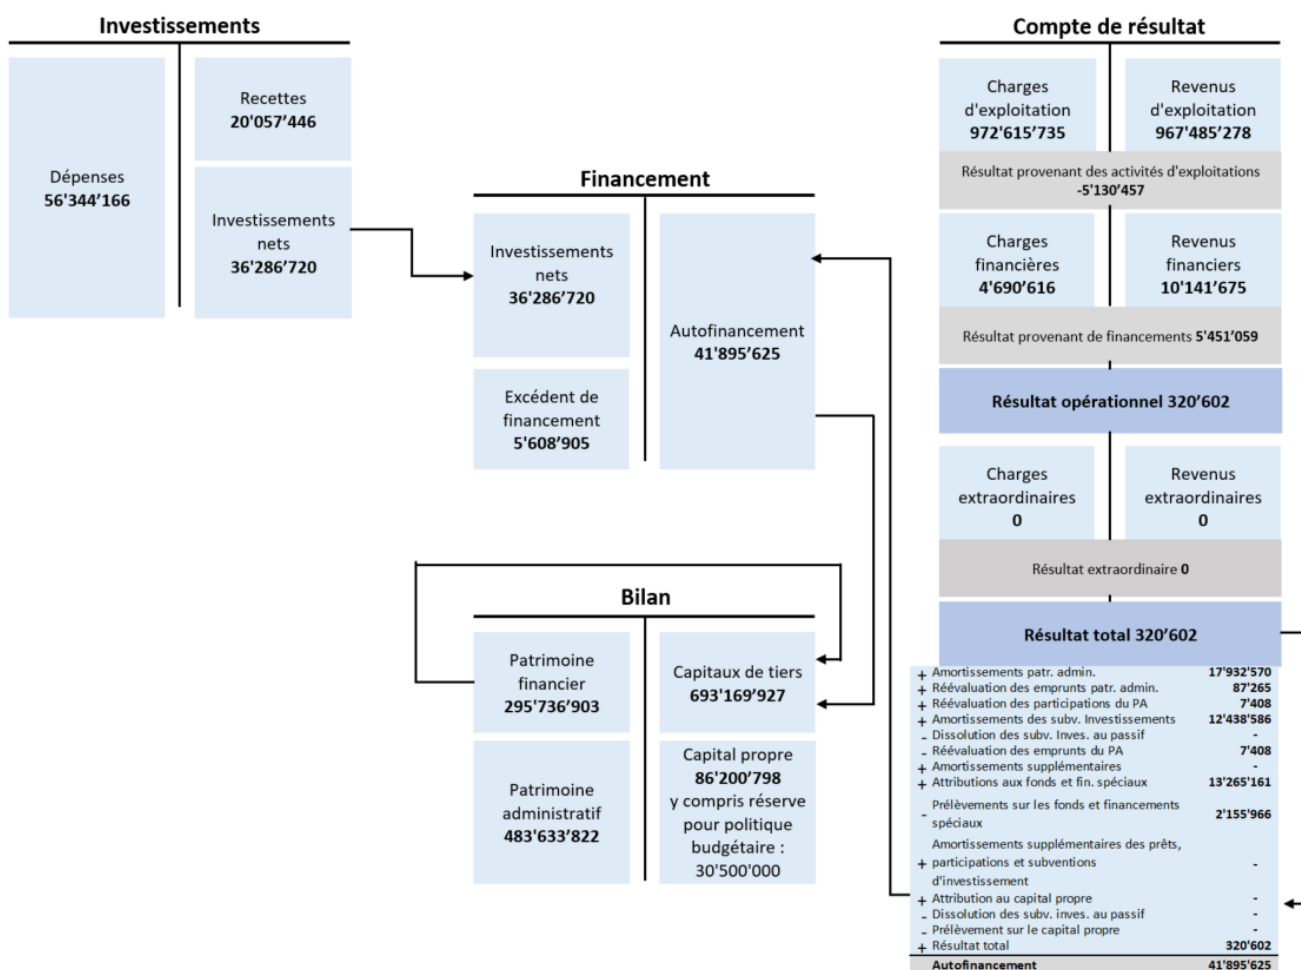 Investissements
Dépenses
56'344’166
Recettes
20'057’446
Investissements
nets
36'286’720
Financement
Investissements
nets
36'286’720
Excédent de
financement
5'608’905
Autofinancement
41'895’625
Bilan
Patrimoine
financier
295'736’903
Patrimoine
administratif
483'633’822
Capitaux de tiers
693’169’927
Capital propre
86'200’798
y compris réserve
pour politique
budgétaire :
30'500'000
Compte de résultat
Charges
d'exploitation
972'615’735
Revenus
d'exploitation
967'485’278
Résultat provenant des activités d'exploitations
-5'130’457
Charges
financières
4'690’616
Revenus
financiers
10'141’675
Résultat provenant de financements 5’451’059
Résultat opérationnel 320’602
Charges
extraordinaires
0
Revenus
extraordinaires
0
Résultat extraordinaire 0
Résultat total 320’602
+ Amortissements patr. admin. 17'932'570
+ Réévaluation des emprunts patr. admin. 87'265
+ Réévaluation des participations du PA 7'408
+ Amortissements des subv. Investissements 12'438'586
- Dissolution des subv. Inves. au passif -
- Réévaluation des emprunts du PA 7'408
+ Amortissements supplémentaires -
+ Attributions aux fonds et fin. spéciaux 13'265'161
- Prélèvements sur les fonds et financements
spéciaux 2'155'966
Amortissements supplémentaires des prêts,
+ participations et subventions -
d'investissement
+ Attribution au capital propre -
- Dissolution des subv. inves. au passif -
- Prélèvement sur le capital propre -
+ Résultat total 320'602
Autofinancement 41'895'625